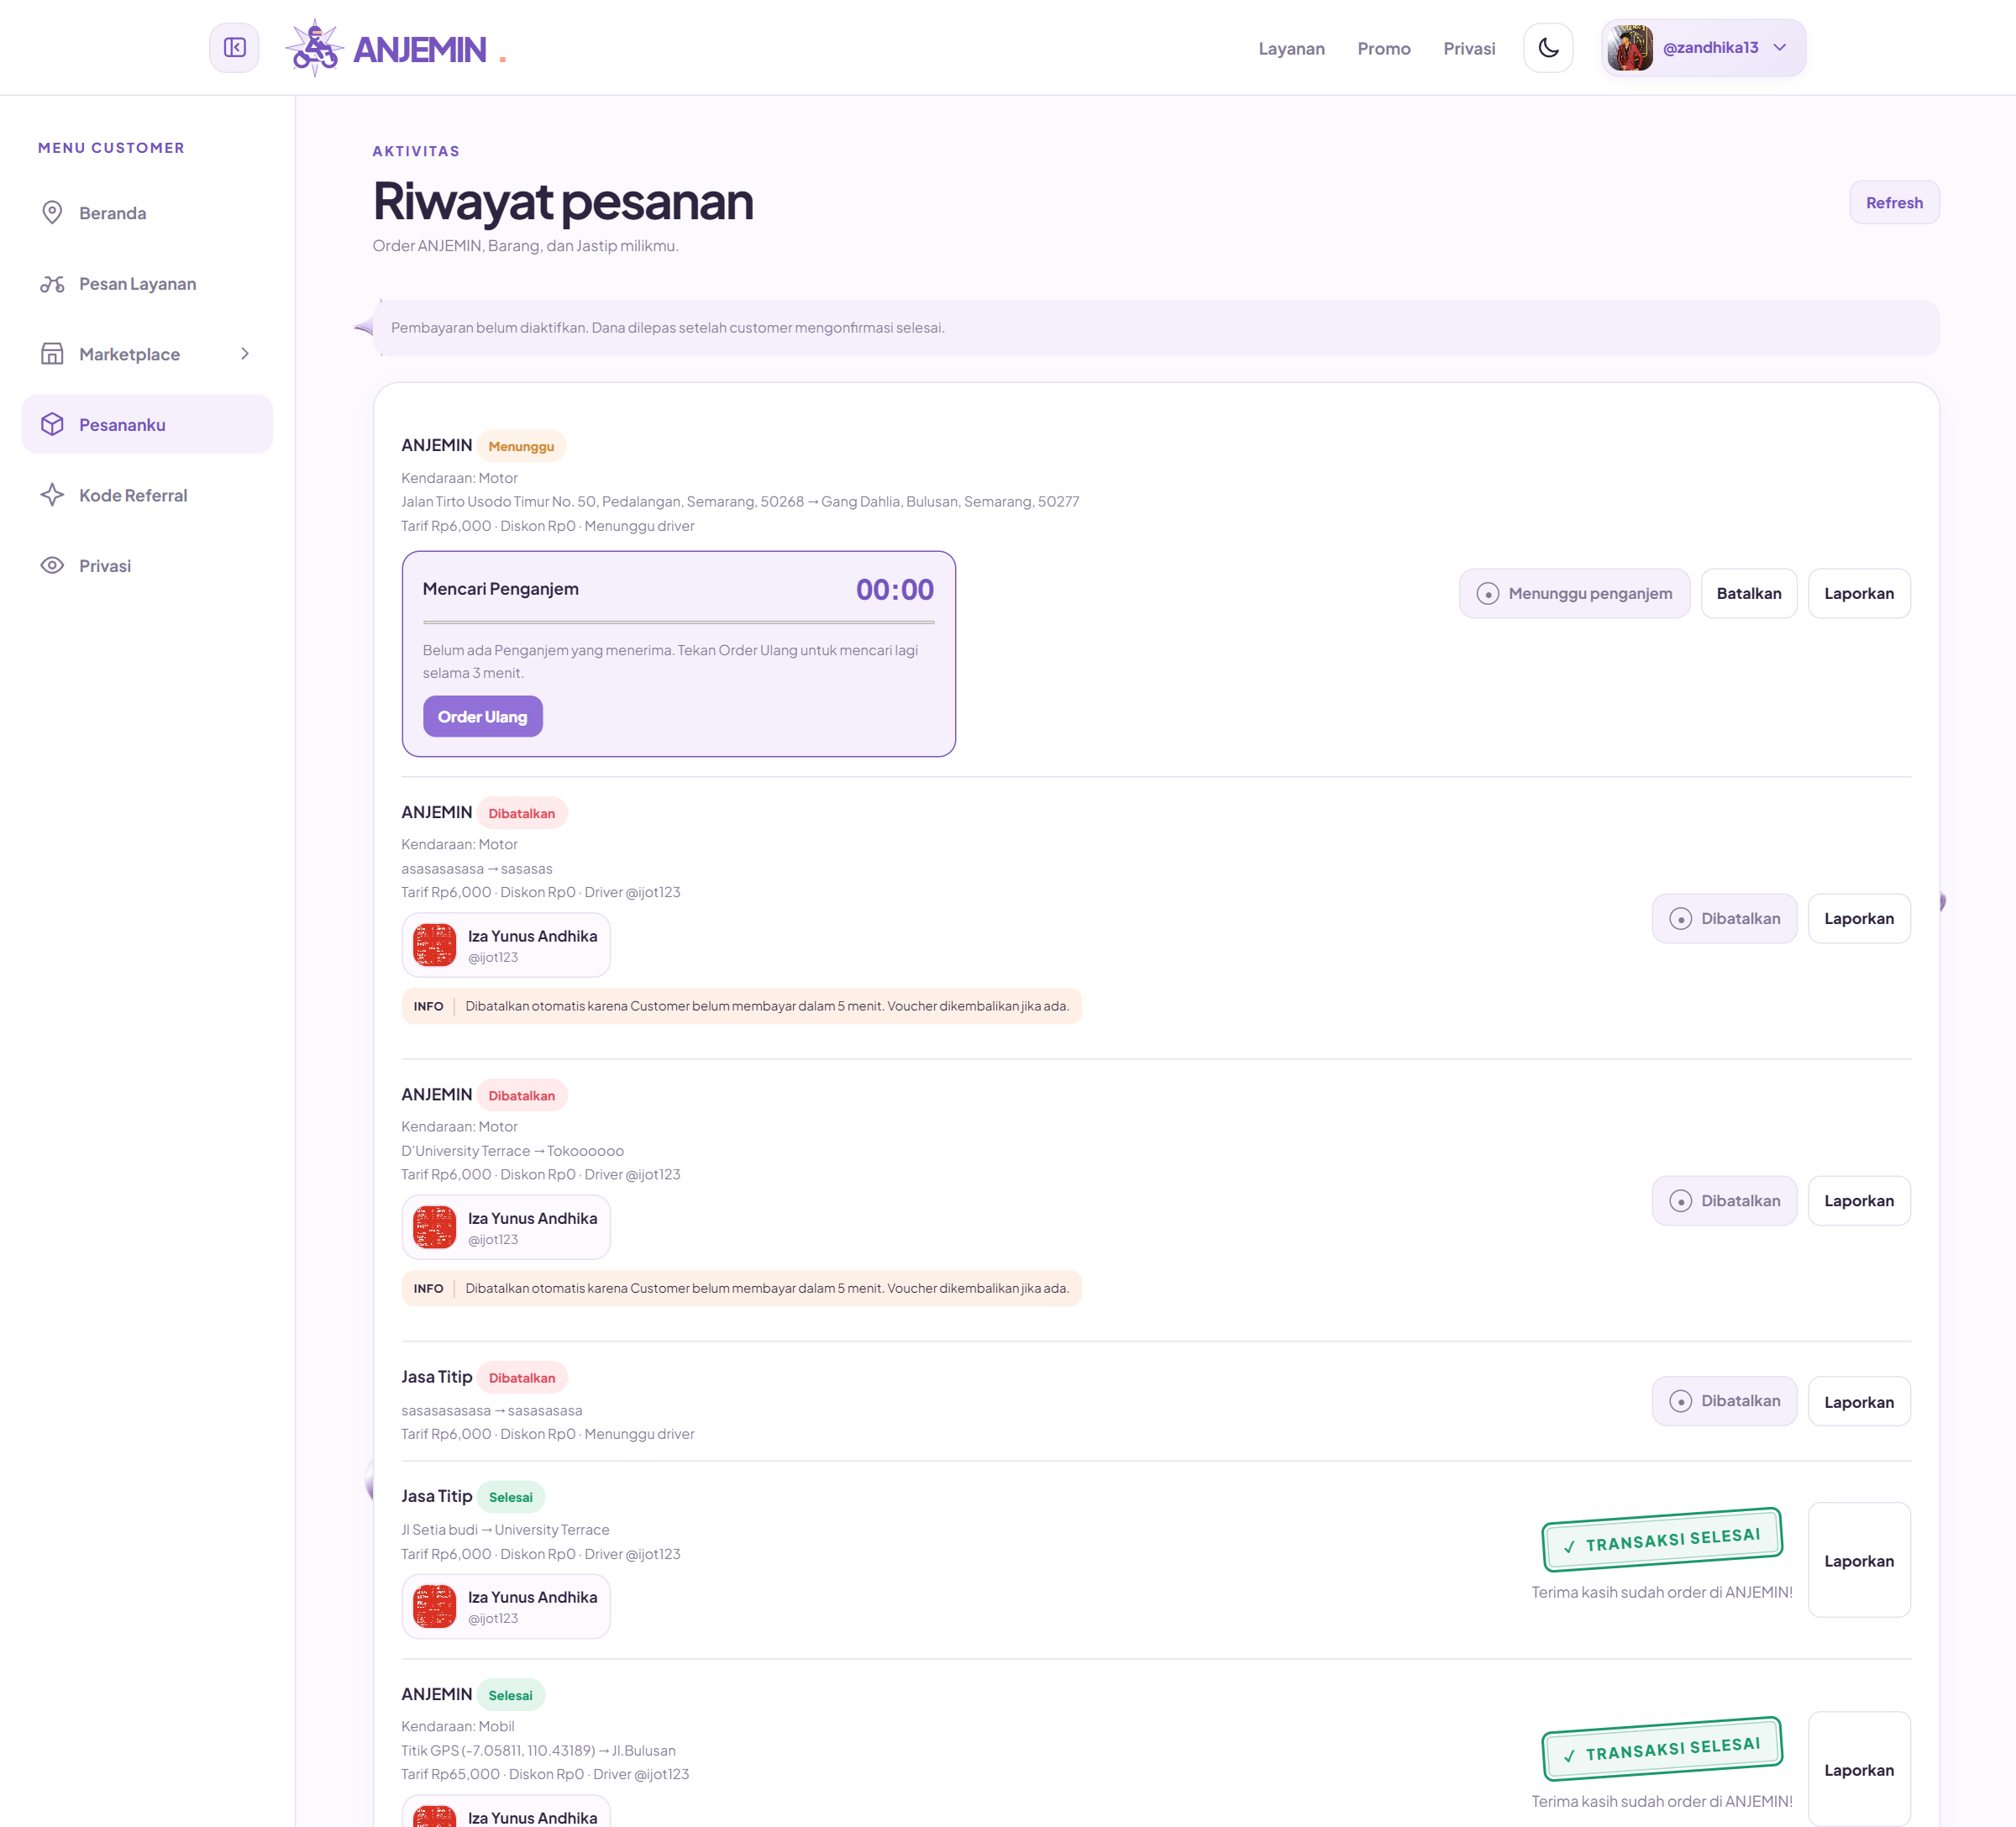 ANJEMIN .
Layanan
Promo
Privasi
@zandhika13
MENU CUSTOMER
Beranda
Pesan Layanan
Marketplace
Pesananku
Kode Referral
Privasi
AKTIVITAS
Riwayat pesanan
Order ANJEMIN, Barang, dan Jastip milikmu.
Refresh
Pembayaran belum diaktifkan. Dana dilepas setelah customer mengonfirmasi selesai.
ANJEMIN Menunggu
Kendaraan: Motor
Jalan Tirto Usodo Timur No. 50, Pedalangan, Semarang, 50268 → Gang Dahlia, Bulusan, Semarang, 50277
Tarif Rp6,000 · Diskon Rp0 · Menunggu driver
Mencari Penganjem 00:00
Belum ada Penganjem yang menerima. Tekan Order Ulang untuk mencari lagi
selama 3 menit.
Order Ulang
Menunggu penganjem
Batalkan
Laporkan
ANJEMIN Dibatalkan
Kendaraan: Motor
asasasasasa → sasasas
Tarif Rp6,000 · Diskon Rp0 · Driver @ijot123
Iza Yunus Andhika
@ijot123
INFO Dibatalkan otomatis karena Customer belum membayar dalam 5 menit. Voucher dikembalikan jika ada.
Dibatalkan
Laporkan
ANJEMIN Dibatalkan
Kendaraan: Motor
D'University Terrace → Tokoooooo
Tarif Rp6,000 · Diskon Rp0 · Driver @ijot123
Iza Yunus Andhika
@ijot123
INFO Dibatalkan otomatis karena Customer belum membayar dalam 5 menit. Voucher dikembalikan jika ada.
Dibatalkan
Laporkan
Jasa Titip Dibatalkan
sasasasasasa → sasasasasa
Tarif Rp6,000 · Diskon Rp0 · Menunggu driver
Dibatalkan
Laporkan
Jasa Titip Selesai
Jl Setia budi → University Terrace
Tarif Rp6,000 · Diskon Rp0 · Driver @ijot123
Iza Yunus Andhika
@ijot123
✓ TRANSAKSI SELESAI
Terima kasih sudah order di ANJEMIN!
Laporkan
ANJEMIN Selesai
Kendaraan: Mobil
Titik GPS (-7.05811, 110.43189) → Jl.Bulusan
Tarif Rp65,000 · Diskon Rp0 · Driver @ijot123
Iza Yunus Andhika
✓ TRANSAKSI SELESAI
Terima kasih sudah order di ANJEMIN!
Laporkan